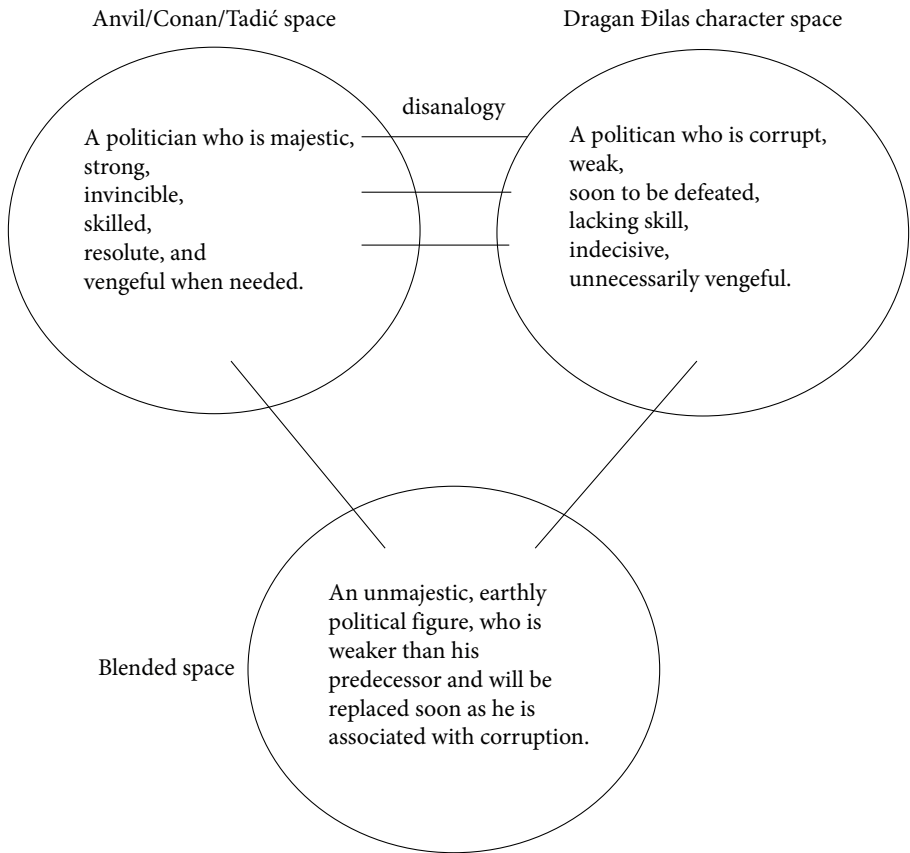 Anvil/Conan/Tadić space
Dragan Đilas character space
disanalogy
A politician who is majestic,
strong,
invincible,
skilled,
resolute, and
vengeful when needed.
A politican who is corrupt,
weak,
soon to be defeated,
lacking skill,
indecisive,
unnecessarily vengeful.
Blended space
An unmajestic, earthly
political figure, who is
weaker than his
predecessor and will be
replaced soon as he is
associated with corruption.